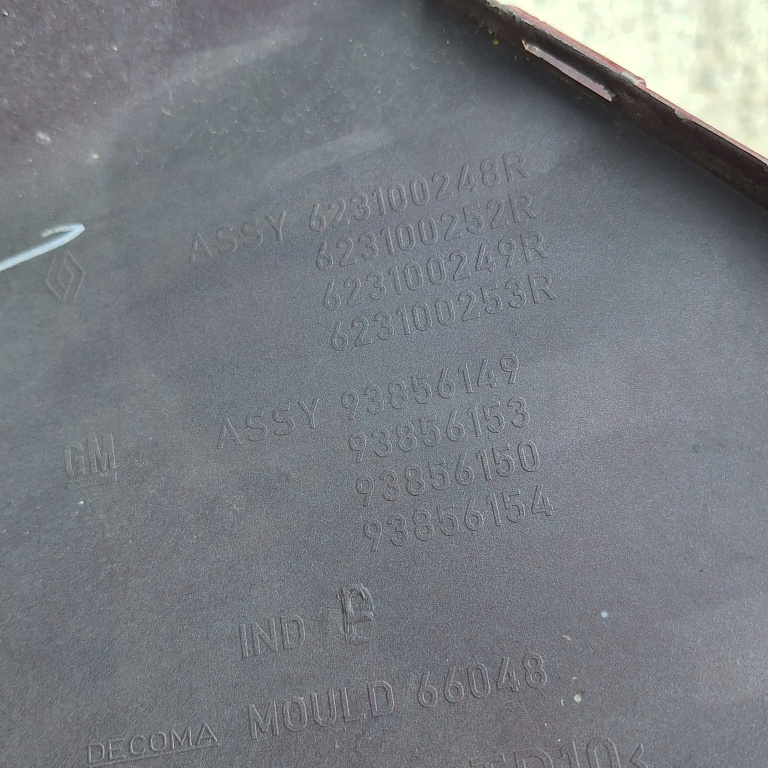 ASSY 623100248R
623100252R
623100249R
623100253R
ASSY 93856149
93856153
93856150
93856154
GM
IND
DECOMA MOULD 66048